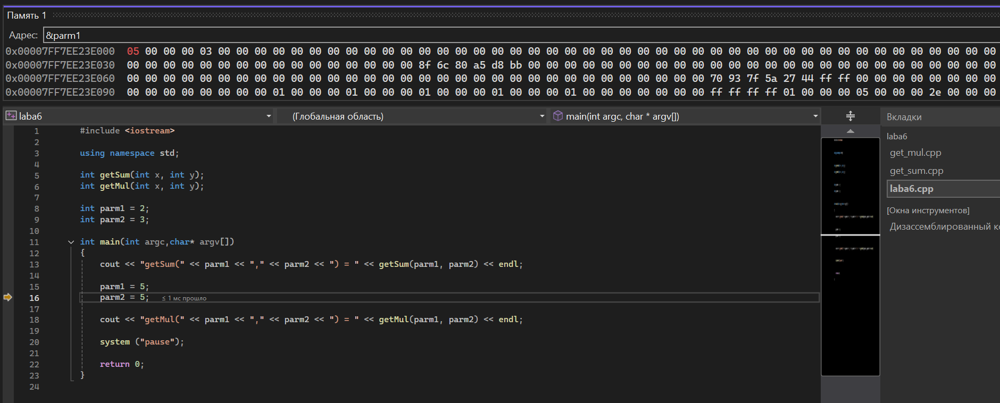 Память 1
Адрес: &parm1
0x00007FF7EE23E000 05 00 00 00 03 00 00 00 00 00 00 00 00 00 00 00 00 00 00 00 00 00 00 00 00 00 00 00 00 00 00 00 00 00 00 00 00 00 00 00 00 00 00 00 00 00 00 00
0x00007FF7EE23E030 00 00 00 00 00 00 00 00 00 00 00 00 00 00 00 00 8f 6c 80 a5 d8 bb 00 00 00 00 00 00 00 00 00 00 00 00 00 00 00 00 00 00 00 00 00 00 00 00 00 00
0x00007FF7EE23E060 00 00 00 00 00 00 00 00 00 00 00 00 00 00 00 00 00 00 00 00 00 00 00 00 00 00 00 00 00 00 00 00 70 93 7f 5a 27 44 ff ff 00 00 00 00 00 00 00 00
0x00007FF7EE23E090 00 00 00 00 00 00 00 00 01 00 00 00 01 00 00 00 01 00 00 00 01 00 00 00 01 00 00 00 00 00 00 00 ff ff ff ff 01 00 00 00 05 00 00 00 2e 00 00 00
laba6 (Глобальная область) main(int argc, char * argv[])
1 #include <iostream>
2
3 using namespace std;
4
5 int getSum(int x, int y);
6 int getMul(int x, int y);
7
8 int parm1 = 2;
9 int parm2 = 3;
10
11 int main(int argc,char* argv[])
12 {
13 cout << "getSum(" << parm1 << "," << parm2 << ") = " << getSum(parm1, parm2) << endl;
14
15 parm1 = 5;
16 parm2 = 5; ≤ 1 мс прошло
17
18 cout << "getMul(" << parm1 << "," << parm2 << ") = " << getMul(parm1, parm2) << endl;
19
20 system ("pause");
21
22 return 0;
23 }
24
Вкладки
laba6
get_mul.cpp
get_sum.cpp
laba6.cpp
[Окна инструментов]
Дизассемблированный